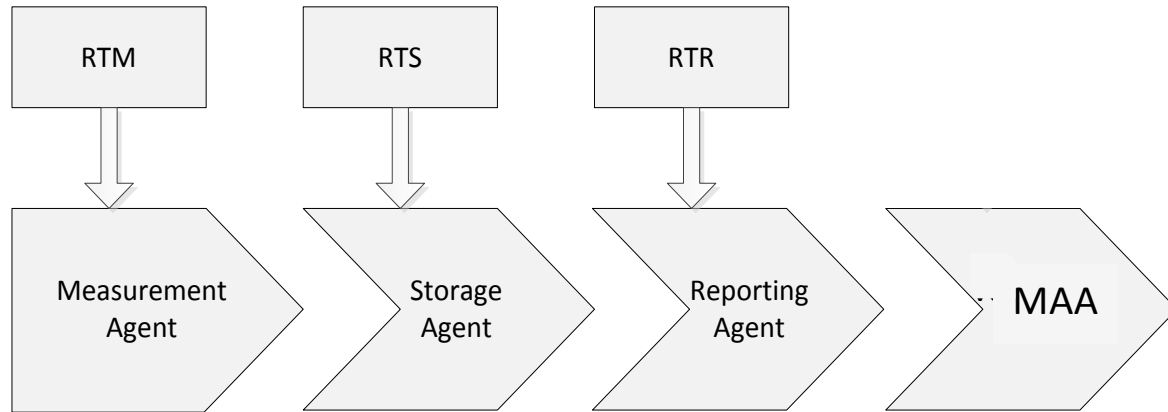 RTM
RTS
RTR
Measurement
Agent
Storage
Agent
Reporting
Agent
MAA